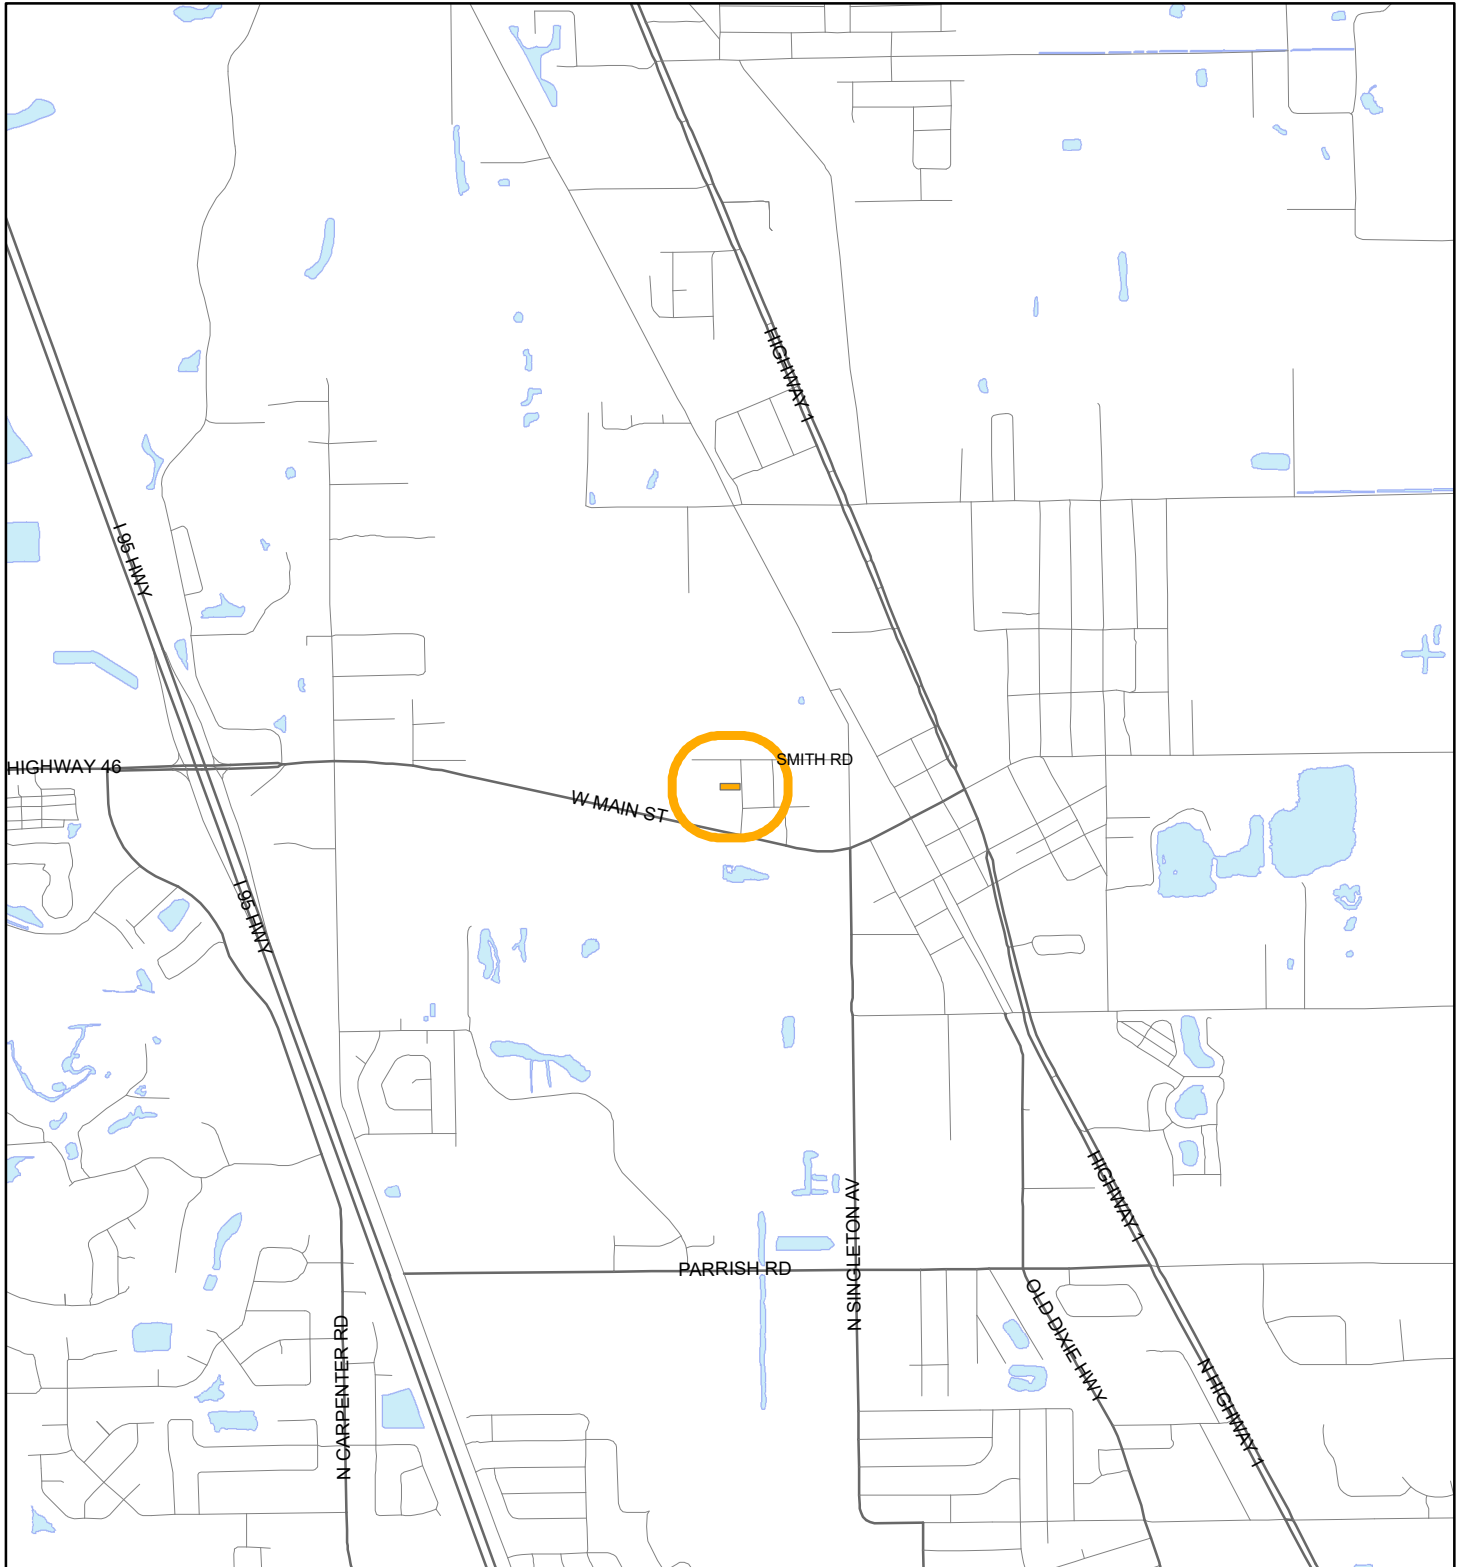 HIGHWAY 1
I 95 HWY
SMITH RD
HIGHWAY 46
W MAIN ST
I 95 HWY
HIGHWAY 1
N SINGLETON AV
PARRISH RD
OLD DIXIE HWY
N CARPENTER RD
N HIGHWAY 1